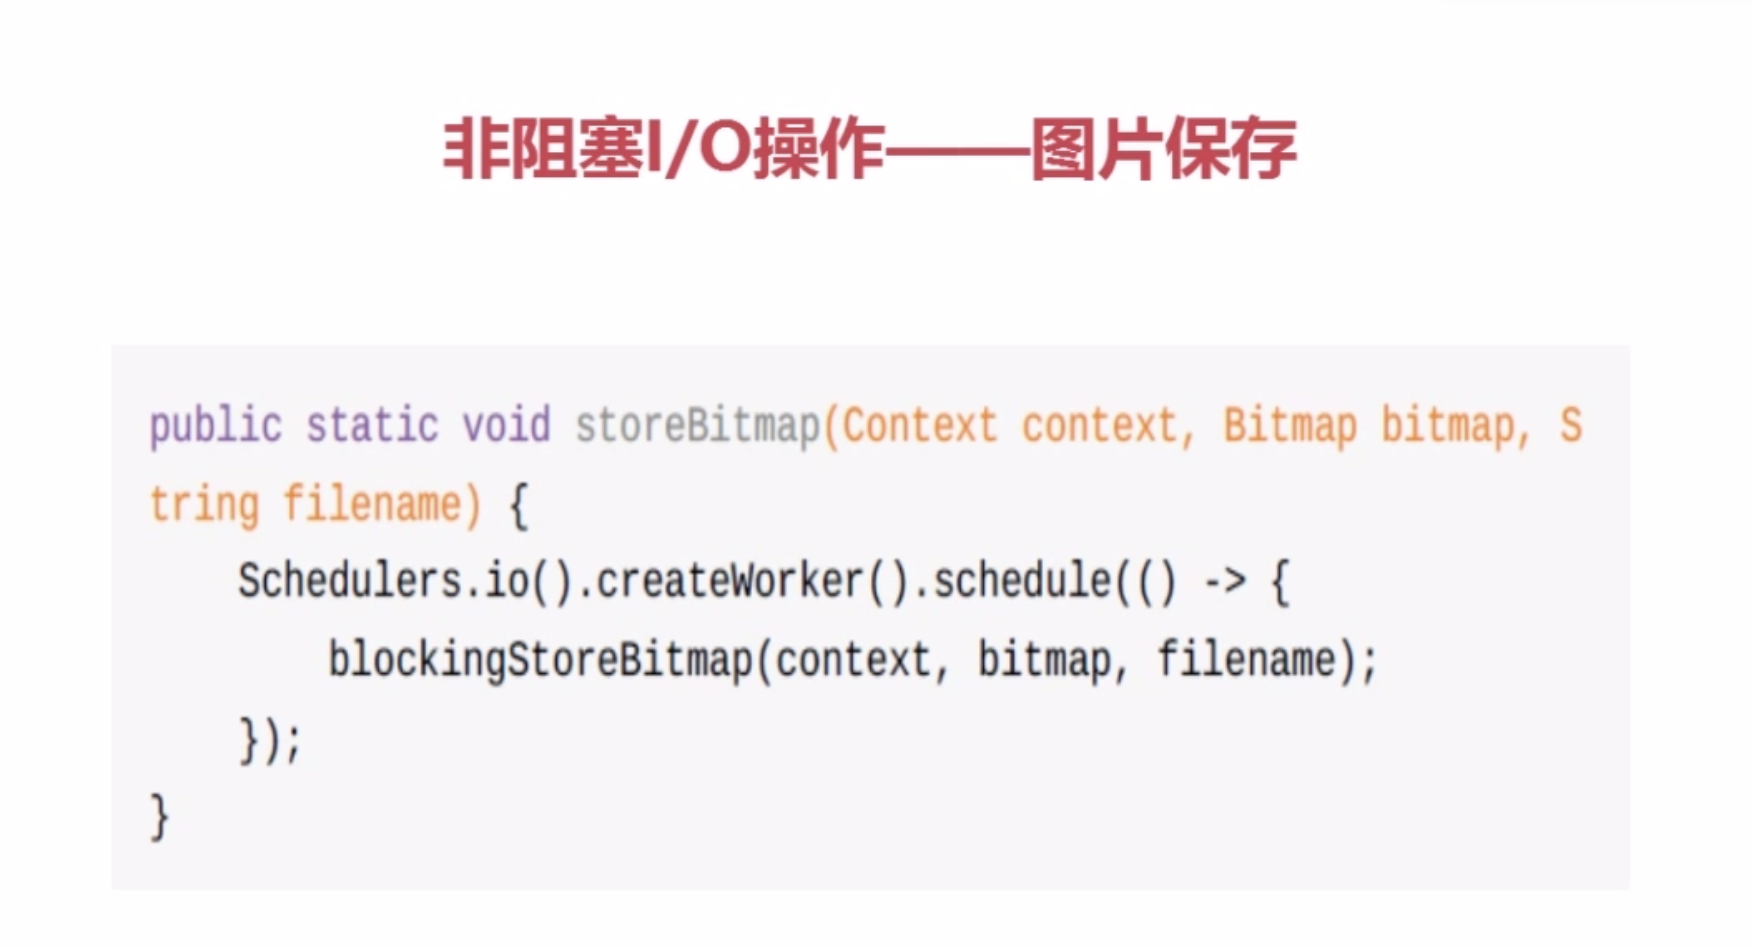 非阻塞I/O操作——图片保存
public static void storeBitmap(Context context, Bitmap bitmap, S
tring filename) {
    Schedulers.io().createWorker().schedule(() -> {
        blockingStoreBitmap(context, bitmap, filename);
    });
}